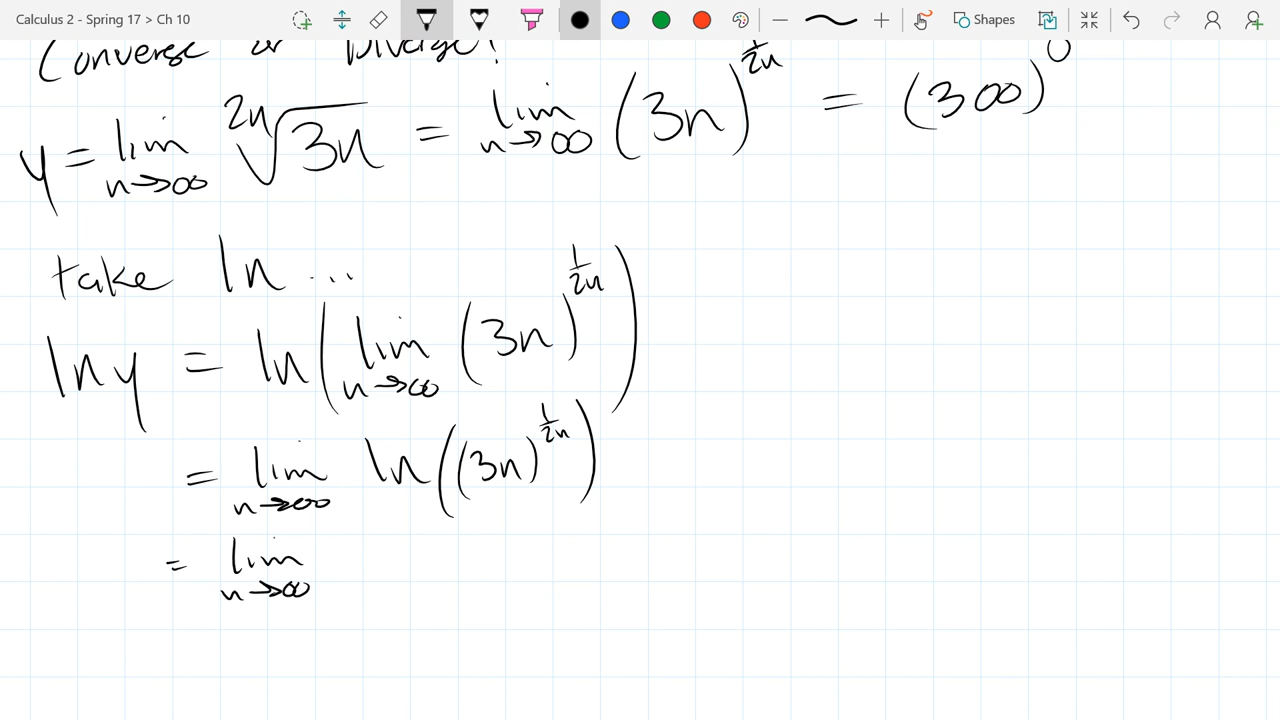 Calculus 2 - Spring 17 > Ch 10
Shapes
Converse or Diverge?
y = lim n→∞ ²ⁿ√3n = lim n→∞ (3n)^(1/2n) = (3∞)^0
take ln ...
ln y = ln(lim n→∞ (3n)^(1/2n))
= lim n→∞ ln((3n)^(1/2n))
= lim n→∞